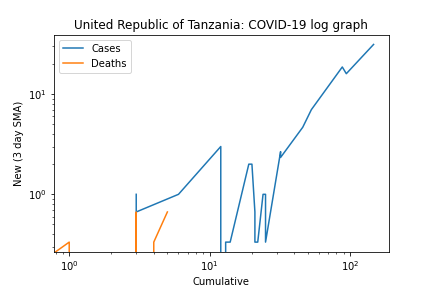 United Republic of Tanzania: COVID-19 log graph
Cases
Deaths
New (3 day SMA)
10¹
10⁰
10⁰ 10¹ 10²
Cumulative